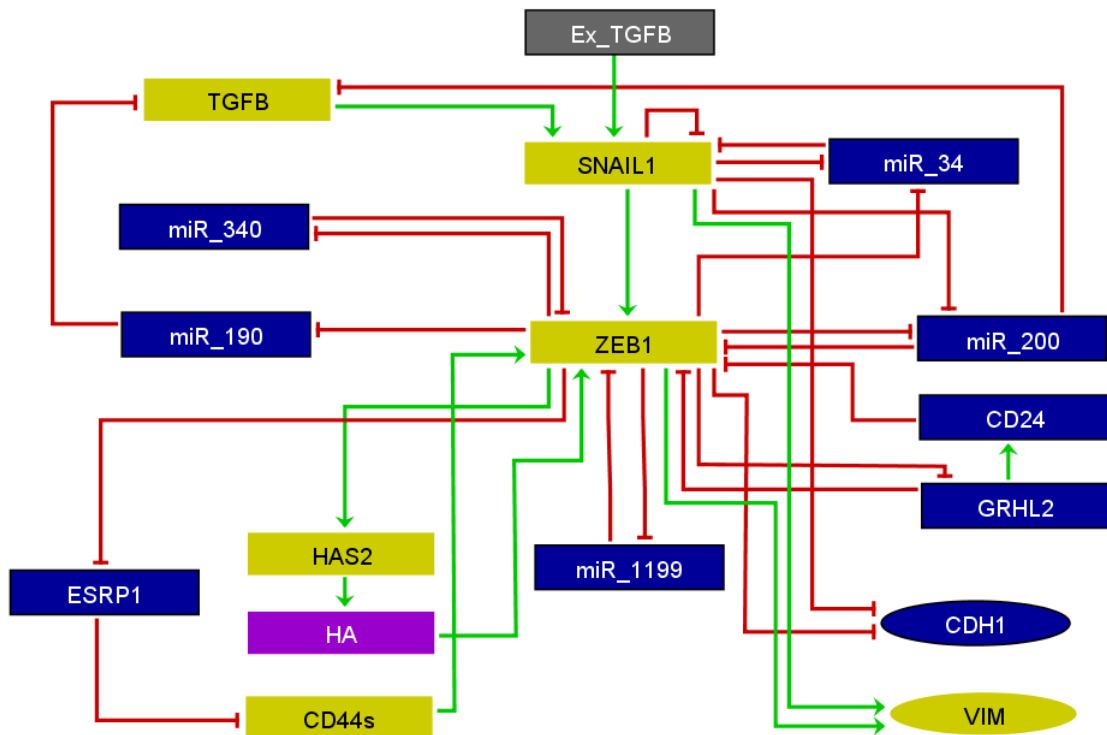 Ex_TGFB
TGFB
SNAIL1
miR_34
miR_340
miR_190
ZEB1
miR_200
CD24
GRHL2
HAS2
miR_1199
ESRP1
HA
CDH1
CD44s
VIM